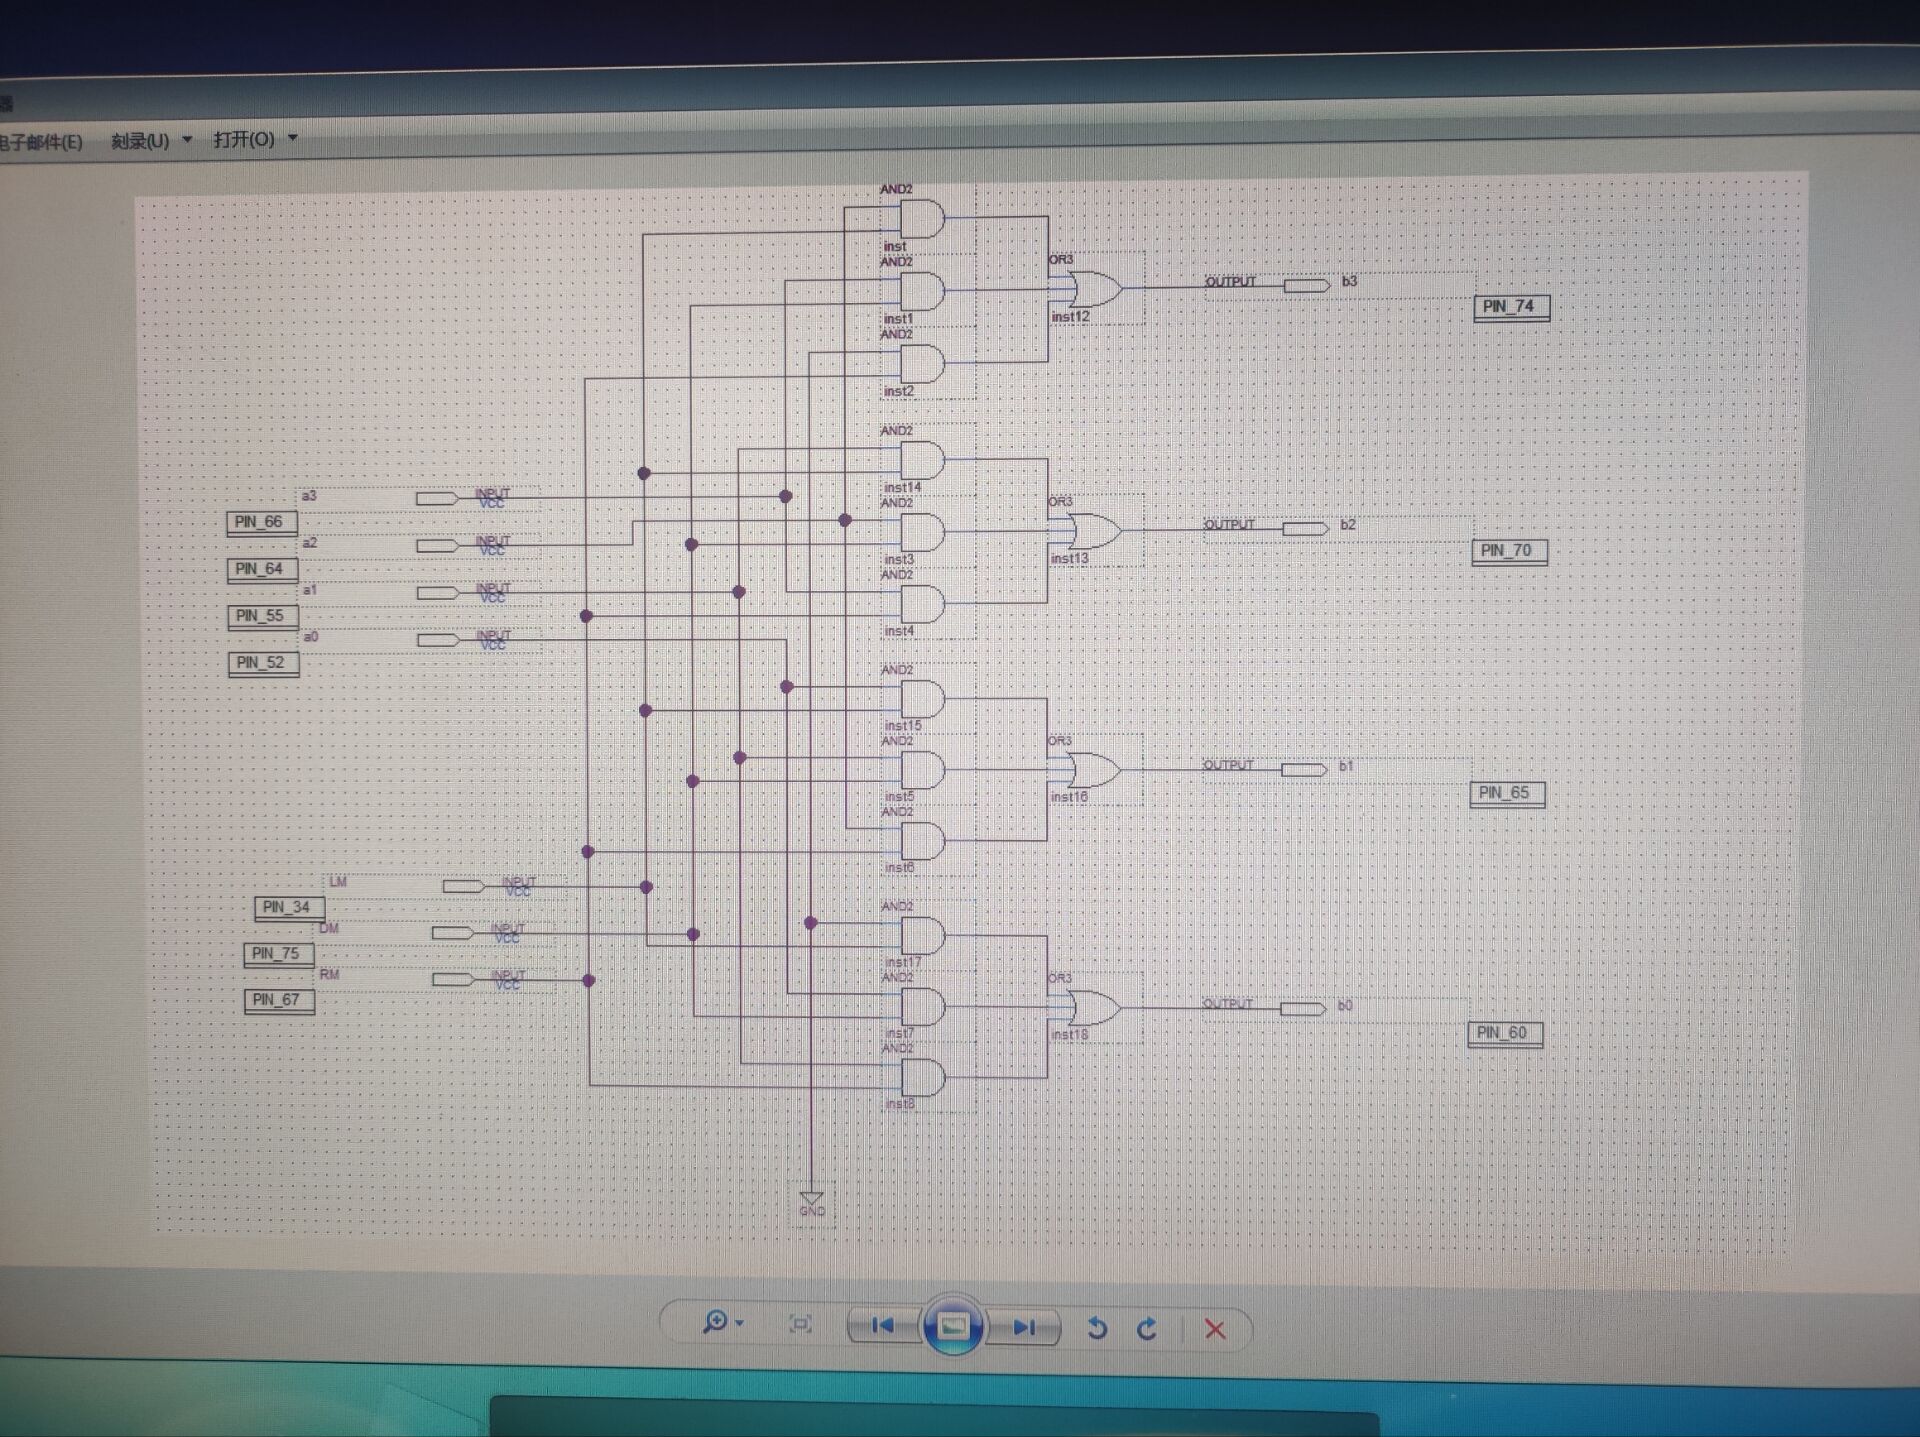 器
电子邮件(E) 刻录(U) 打开(O)
AND2
inst
AND2
inst1
AND2
inst2
OR3
inst12
OUTPUT b3
PIN_74
AND2
inst14
AND2
inst3
AND2
inst4
OR3
inst13
OUTPUT b2
PIN_70
a3 INPUT
VCC
PIN_66
a2 INPUT
VCC
PIN_64
a1 INPUT
VCC
PIN_55
a0 INPUT
VCC
PIN_52
AND2
inst15
AND2
inst5
AND2
inst6
OR3
inst16
OUTPUT b1
PIN_65
LM INPUT
VCC
PIN_34
DM INPUT
VCC
PIN_75
RM INPUT
VCC
PIN_67
AND2
inst17
AND2
inst7
AND2
inst8
OR3
inst18
OUTPUT b0
PIN_60
GND